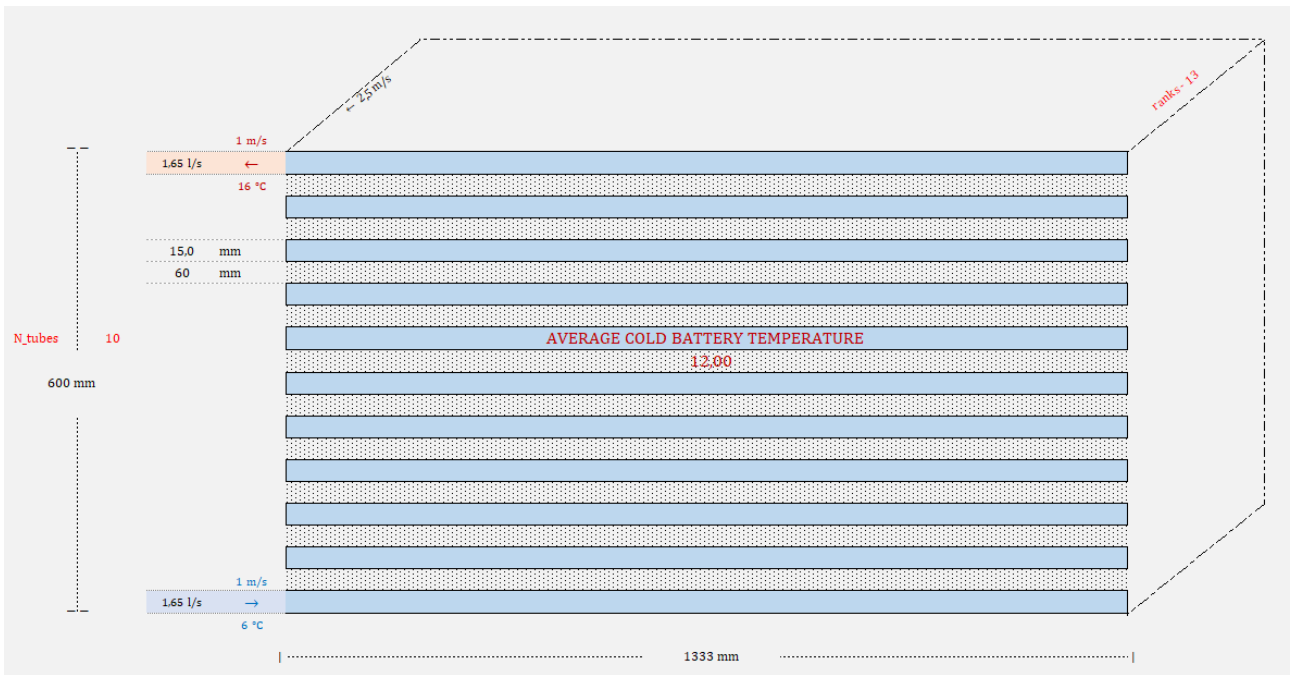 ← 2,5 m/s
ranks - 13
1 m/s
1,65 l/s ←
16 °C
15,0 mm
60 mm
N_tubes 10
AVERAGE COLD BATTERY TEMPERATURE
12,00
600 mm
1 m/s
1,65 l/s →
6 °C
1333 mm